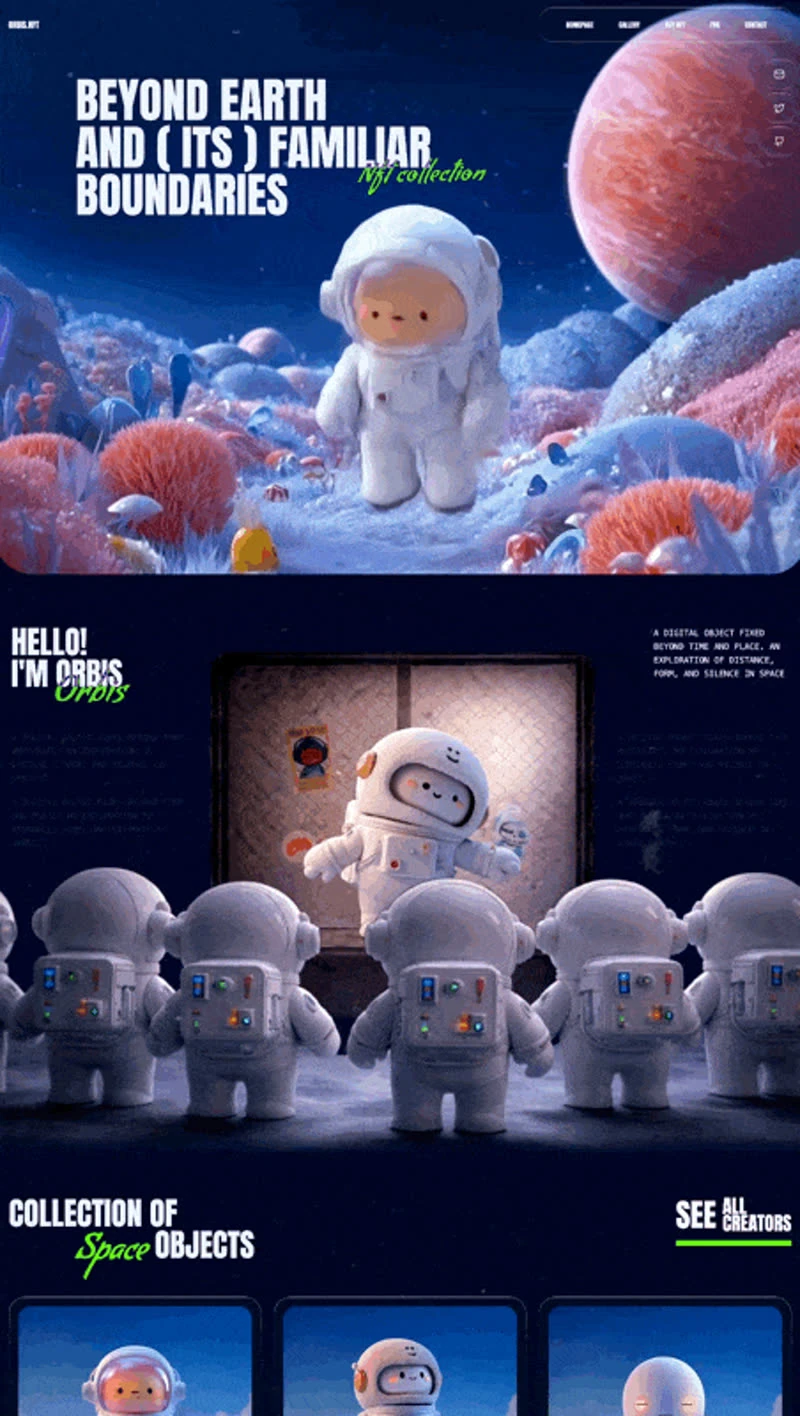 ORBIS.NFT
HOMEPAGE GALLERY BUY NFT FAQ CONTACT
BEYOND EARTH
AND ( ITS ) FAMILIAR
BOUNDARIES
Nft collection
HELLO!
I'M ORBIS
Orbis
A DIGITAL OBJECT FIXED
BEYOND TIME AND PLACE. AN
EXPLORATION OF DISTANCE,
FORM, AND SILENCE IN SPACE
COLLECTION OF
Space OBJECTS
SEE ALL
CREATORS